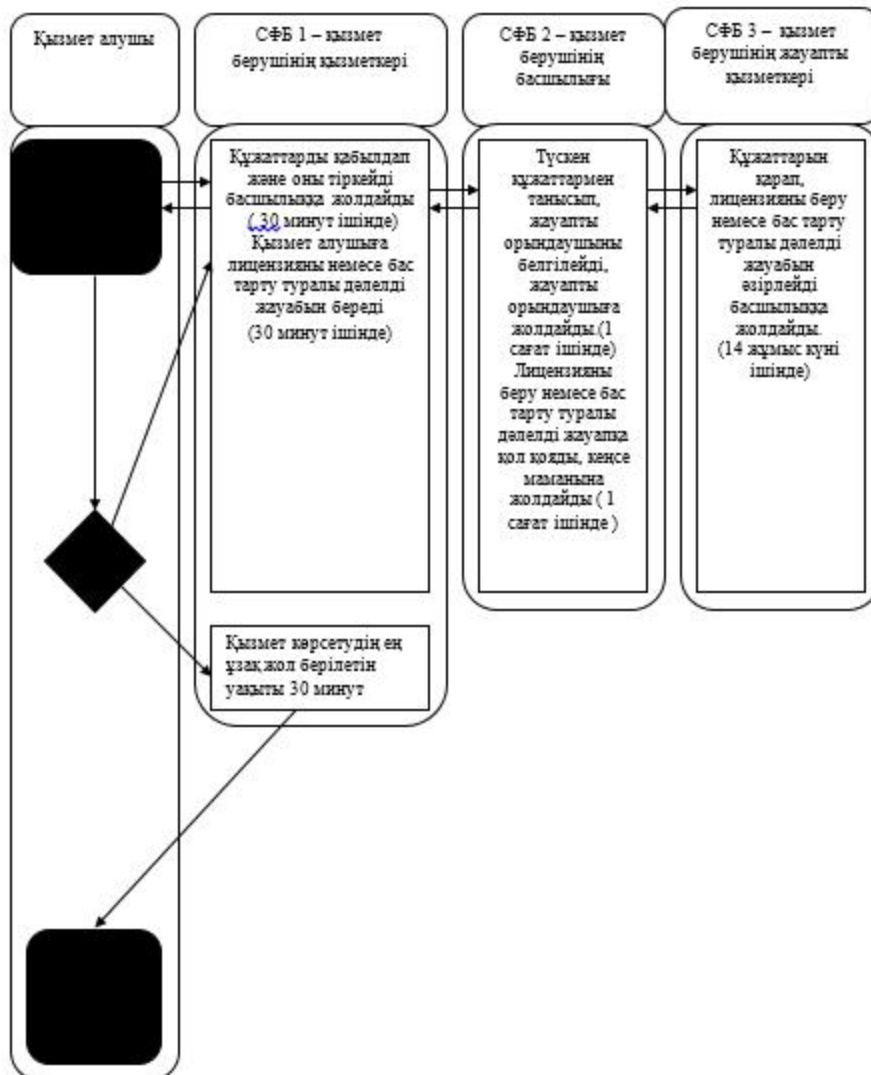 Қызмет алушы
СФБ 1 – қызмет
берушінің қызметкері
СФБ 2 – қызмет
берушінің
басшылығы
СФБ 3 – қызмет
берушінің жауапты
қызметкері
Құжаттарды қабылдап
және оны тіркейді
басшылыққа жолдайды
( 30 минут ішінде)
Қызмет алушыға
лицензияны немесе бас
тарту туралы дәлелді
жауабын береді
(30 минут ішінде)
Түскен
құжаттармен
танысып,
жауапты
орындаушыны
белгілейді,
жауапты
орындаушыға
жолдайды.(1
сағат ішінде)
Лицензияны
беру немесе бас
тарту туралы
дәлелді жауапқа
қол қояды, кеңсе
маманына
жолдайды ( 1
сағат ішінде )
Құжаттарын
қарап,
лицензияны беру
немесе бас тарту
туралы дәлелді
жауабын
әзірлейді
басшылыққа
жолдайды.
(14 жұмыс күні
ішінде)
Қызмет көрсетудің ең
ұзақ жол берілетін
уақыты 30 минут